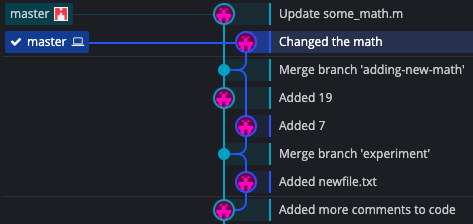 master Update some_math.m
master Changed the math
Merge branch 'adding-new-math'
Added 19
Added 7
Merge branch 'experiment'
Added newfile.txt
Added more comments to code